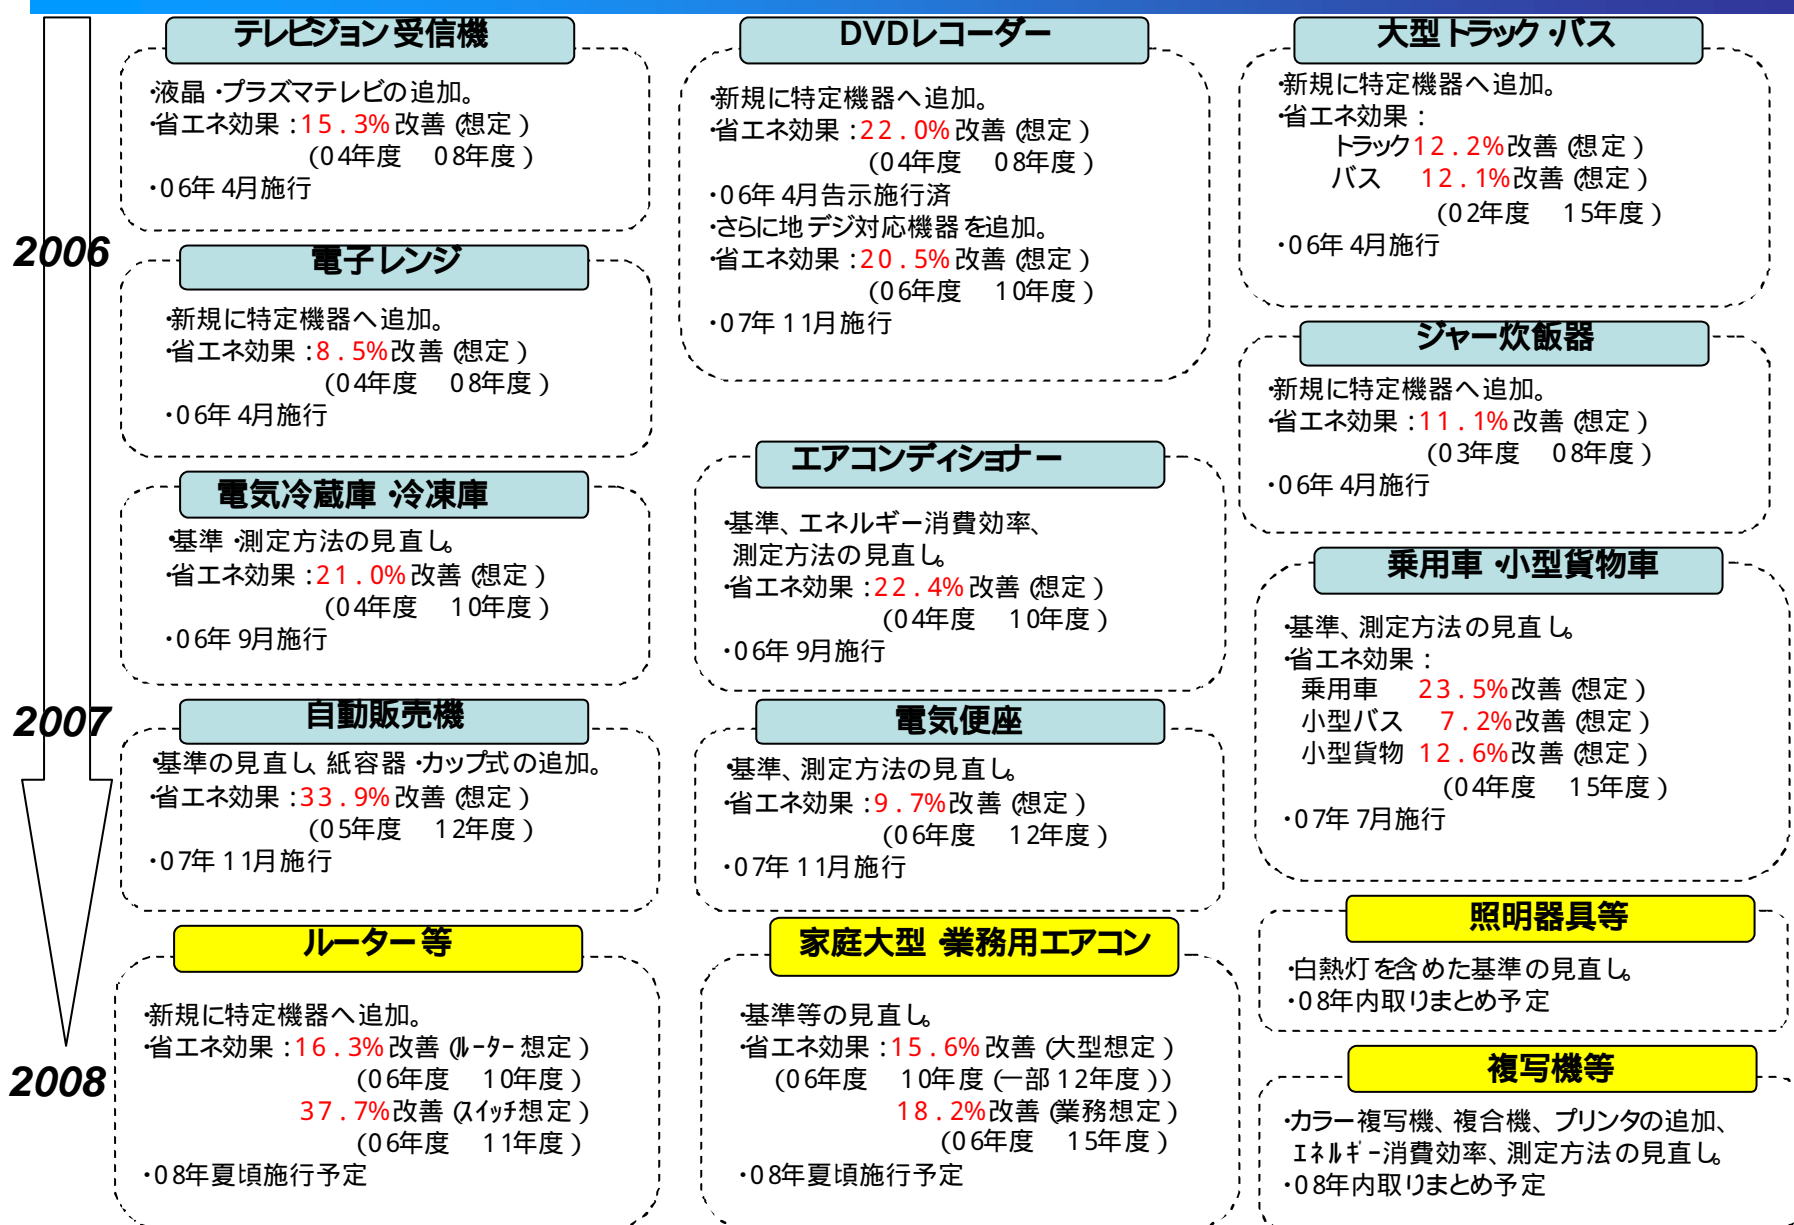 テレビジョン受信機
・液晶・プラズマテレビの追加。
・省エネ効果：15．3%改善（想定）
（04年度　08年度）
・06年4月施行
2006
電子レンジ
・新規に特定機器へ追加。
・省エネ効果：8．5%改善（想定）
（04年度　08年度）
・06年4月施行
電気冷蔵庫・冷凍庫
・基準・測定方法の見直し。
・省エネ効果：21．0%改善（想定）
（04年度　10年度）
・06年9月施行
2007
自動販売機
・基準の見直し、紙容器・カップ式の追加。
・省エネ効果：33．9%改善（想定）
（05年度　12年度）
・07年11月施行
ルーター等
・新規に特定機器へ追加。
・省エネ効果：16．3%改善（ルーター想定）
（06年度　10年度）
37．7%改善（スイッチ想定）
（06年度　11年度）
・08年夏頃施行予定
2008
DVDレコーダー
・新規に特定機器へ追加。
・省エネ効果：22．0%改善（想定）
（04年度　08年度）
・06年4月告示施行済
・さらに地デジ対応機器を追加。
・省エネ効果：20．5%改善（想定）
（06年度　10年度）
・07年11月施行
エアコンディショナー
・基準、エネルギー消費効率、
測定方法の見直し。
・省エネ効果：22．4%改善（想定）
（04年度　10年度）
・06年9月施行
電気便座
・基準、測定方法の見直し。
・省エネ効果：9．7%改善（想定）
（06年度　12年度）
・07年11月施行
家庭大型・業務用エアコン
・基準等の見直し。
・省エネ効果：15．6%改善（大型想定）
（06年度　10年度（一部12年度））
18．2%改善（業務想定）
（06年度　15年度）
・08年夏頃施行予定
大型トラック・バス
・新規に特定機器へ追加。
・省エネ効果：
トラック12．2%改善（想定）
バス　12．1%改善（想定）
（02年度　15年度）
・06年4月施行
ジャー炊飯器
・新規に特定機器へ追加。
・省エネ効果：11．1%改善（想定）
（03年度　08年度）
・06年4月施行
乗用車・小型貨物車
・基準、測定方法の見直し。
・省エネ効果：
乗用車　23．5%改善（想定）
小型バス　7．2%改善（想定）
小型貨物　12．6%改善（想定）
（04年度　15年度）
・07年7月施行
照明器具等
・白熱灯を含めた基準の見直し。
・08年内取りまとめ予定
複写機等
・カラー複写機、複合機、プリンタの追加、
ｴﾈﾙｷﾞｰ消費効率、測定方法の見直し。
・08年内取りまとめ予定